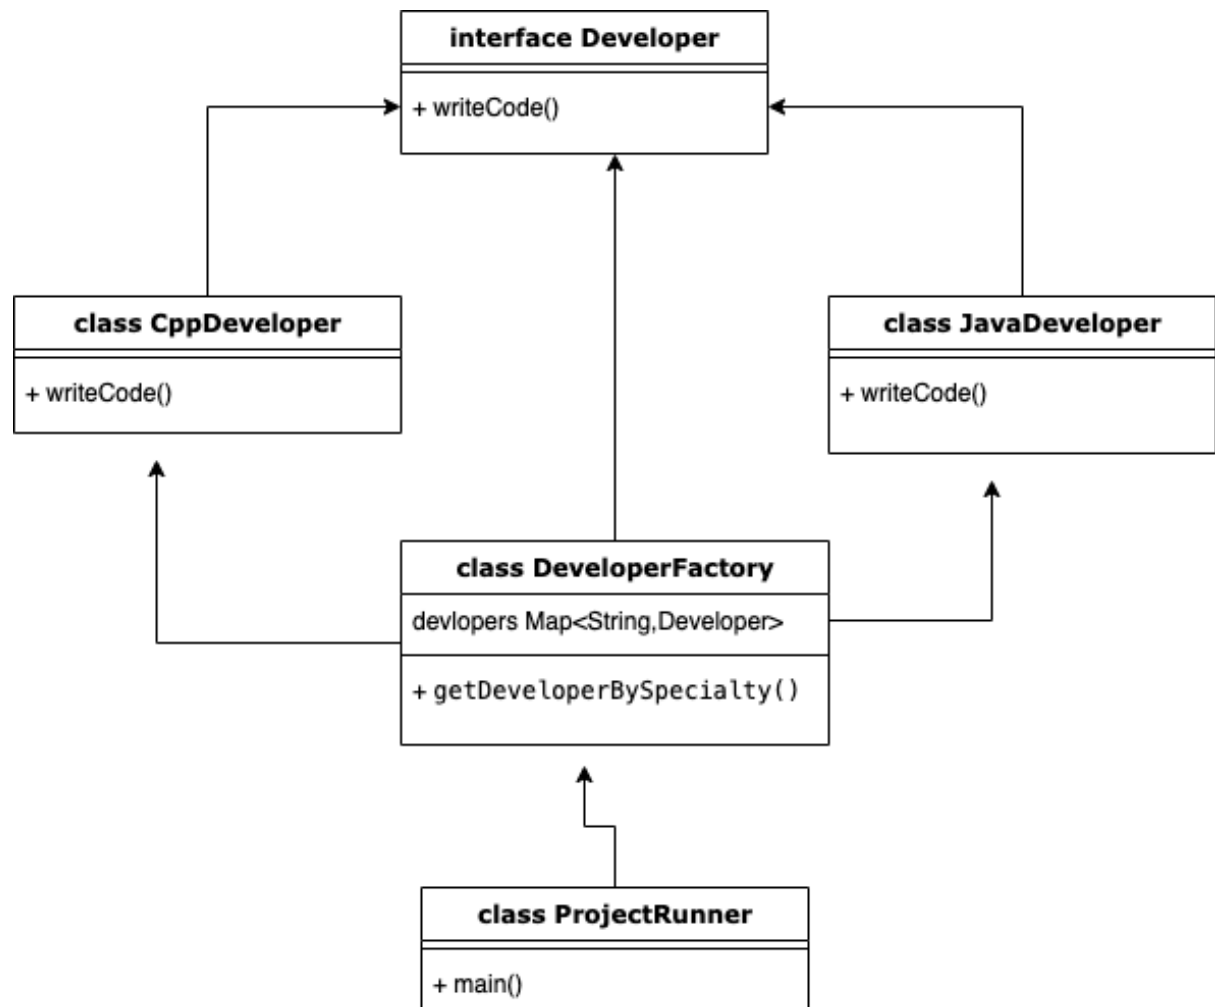 interface Developer
+ writeCode()
class CppDeveloper
+ writeCode()
class JavaDeveloper
+ writeCode()
class DeveloperFactory
devlopers Map<String,Developer>
+ getDeveloperBySpecialty()
class ProjectRunner
+ main()